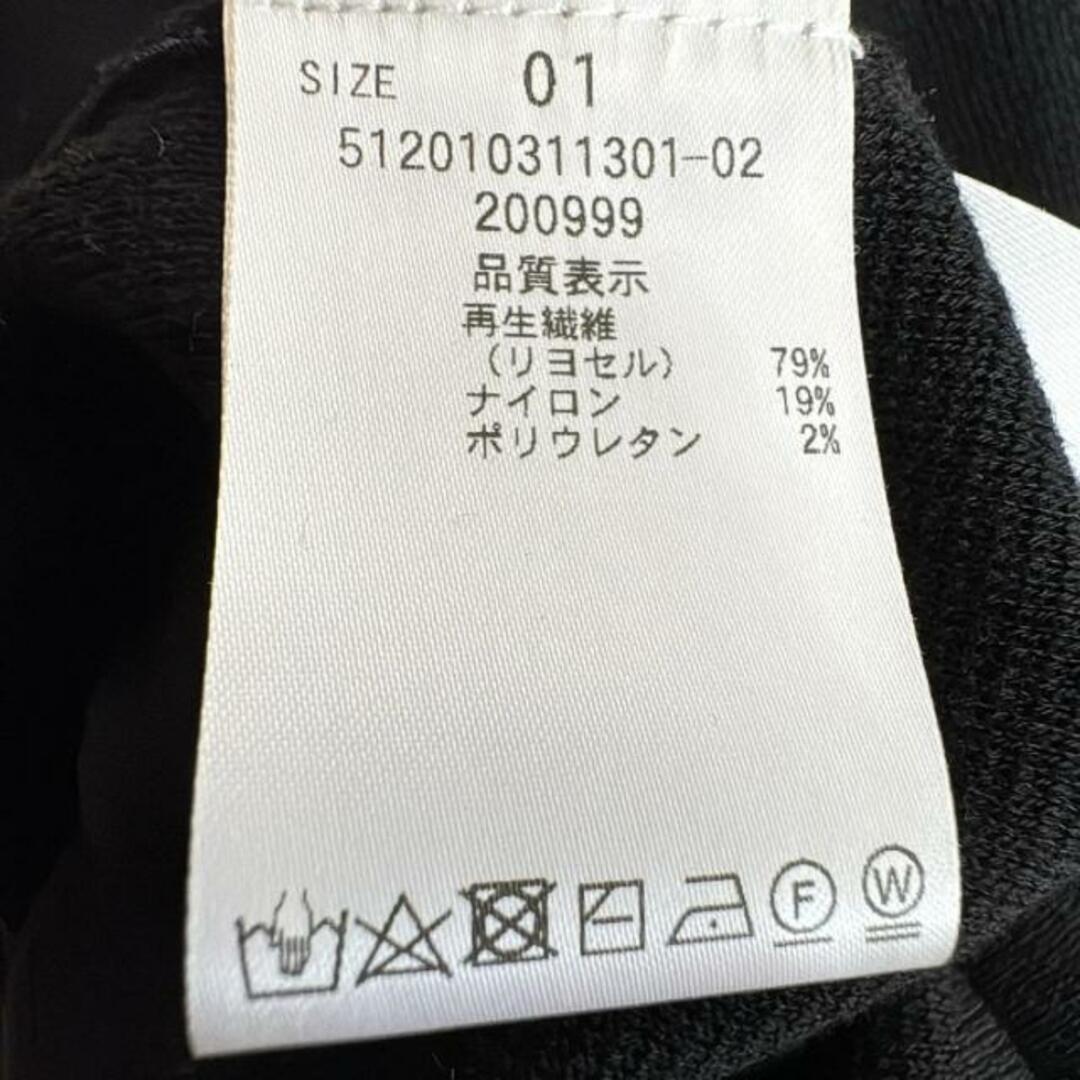 SIZE 01
512010311301-02
200999
品質表示
再生繊維
(リヨセル) 79%
ナイロン 19%
ポリウレタン 2%
F W